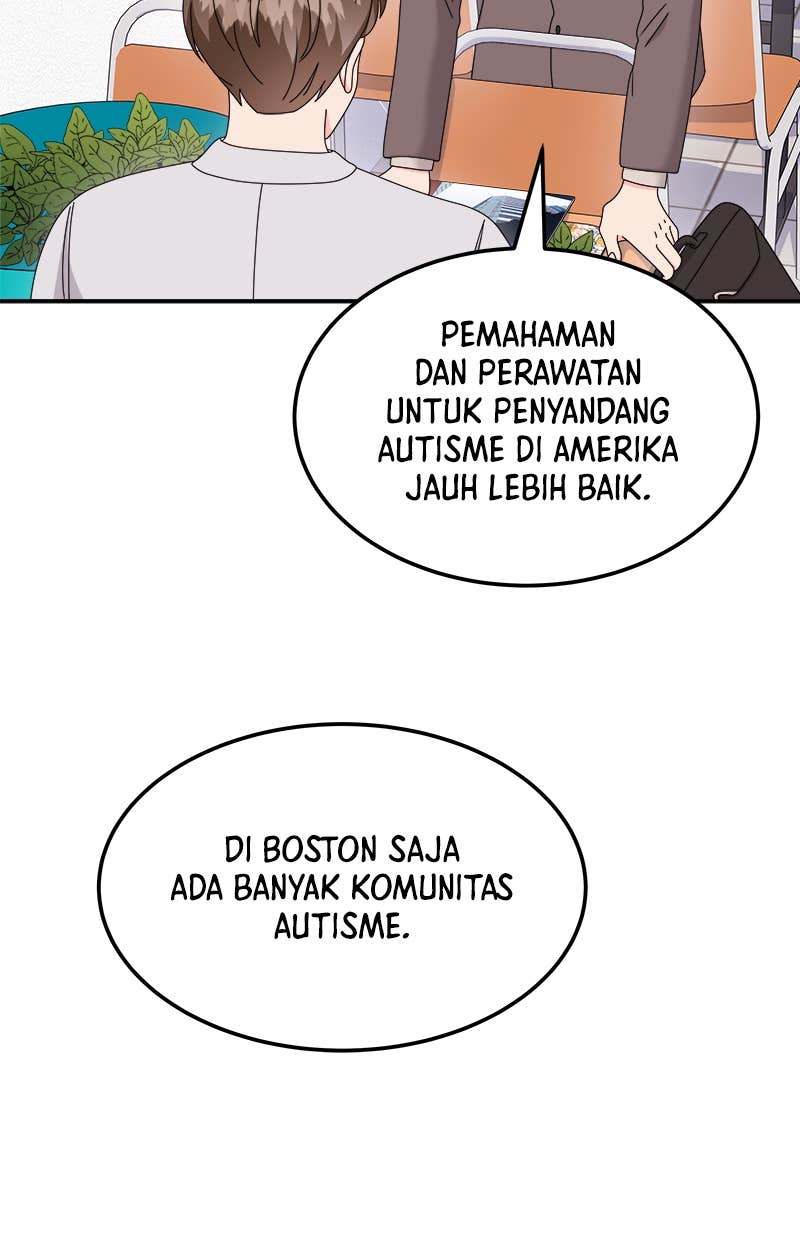 PEMAHAMAN
DAN PERAWATAN
UNTUK PENYANDANG
AUTISME DI AMERIKA
JAUH LEBIH BAIK.
DI BOSTON SAJA
ADA BANYAK KOMUNITAS
AUTISME.